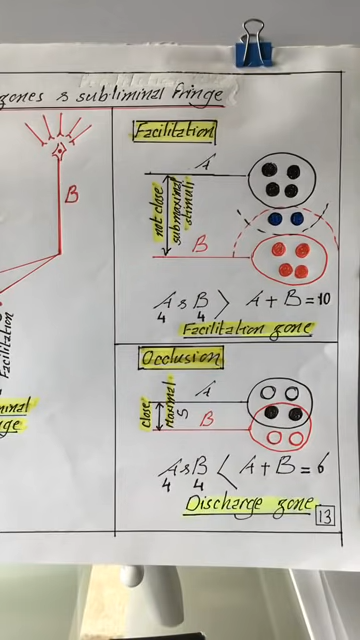 zones & subliminal fringe
B
Facilitation
minal
nge
Facilitation
A
not close
submaximal
stimuli
B
A & B > A + B = 10
4 4
Facilitation zone
Occlusion
A
close
maximal
S
B
A & B < A + B = 6
4 4
Discharge zone
13